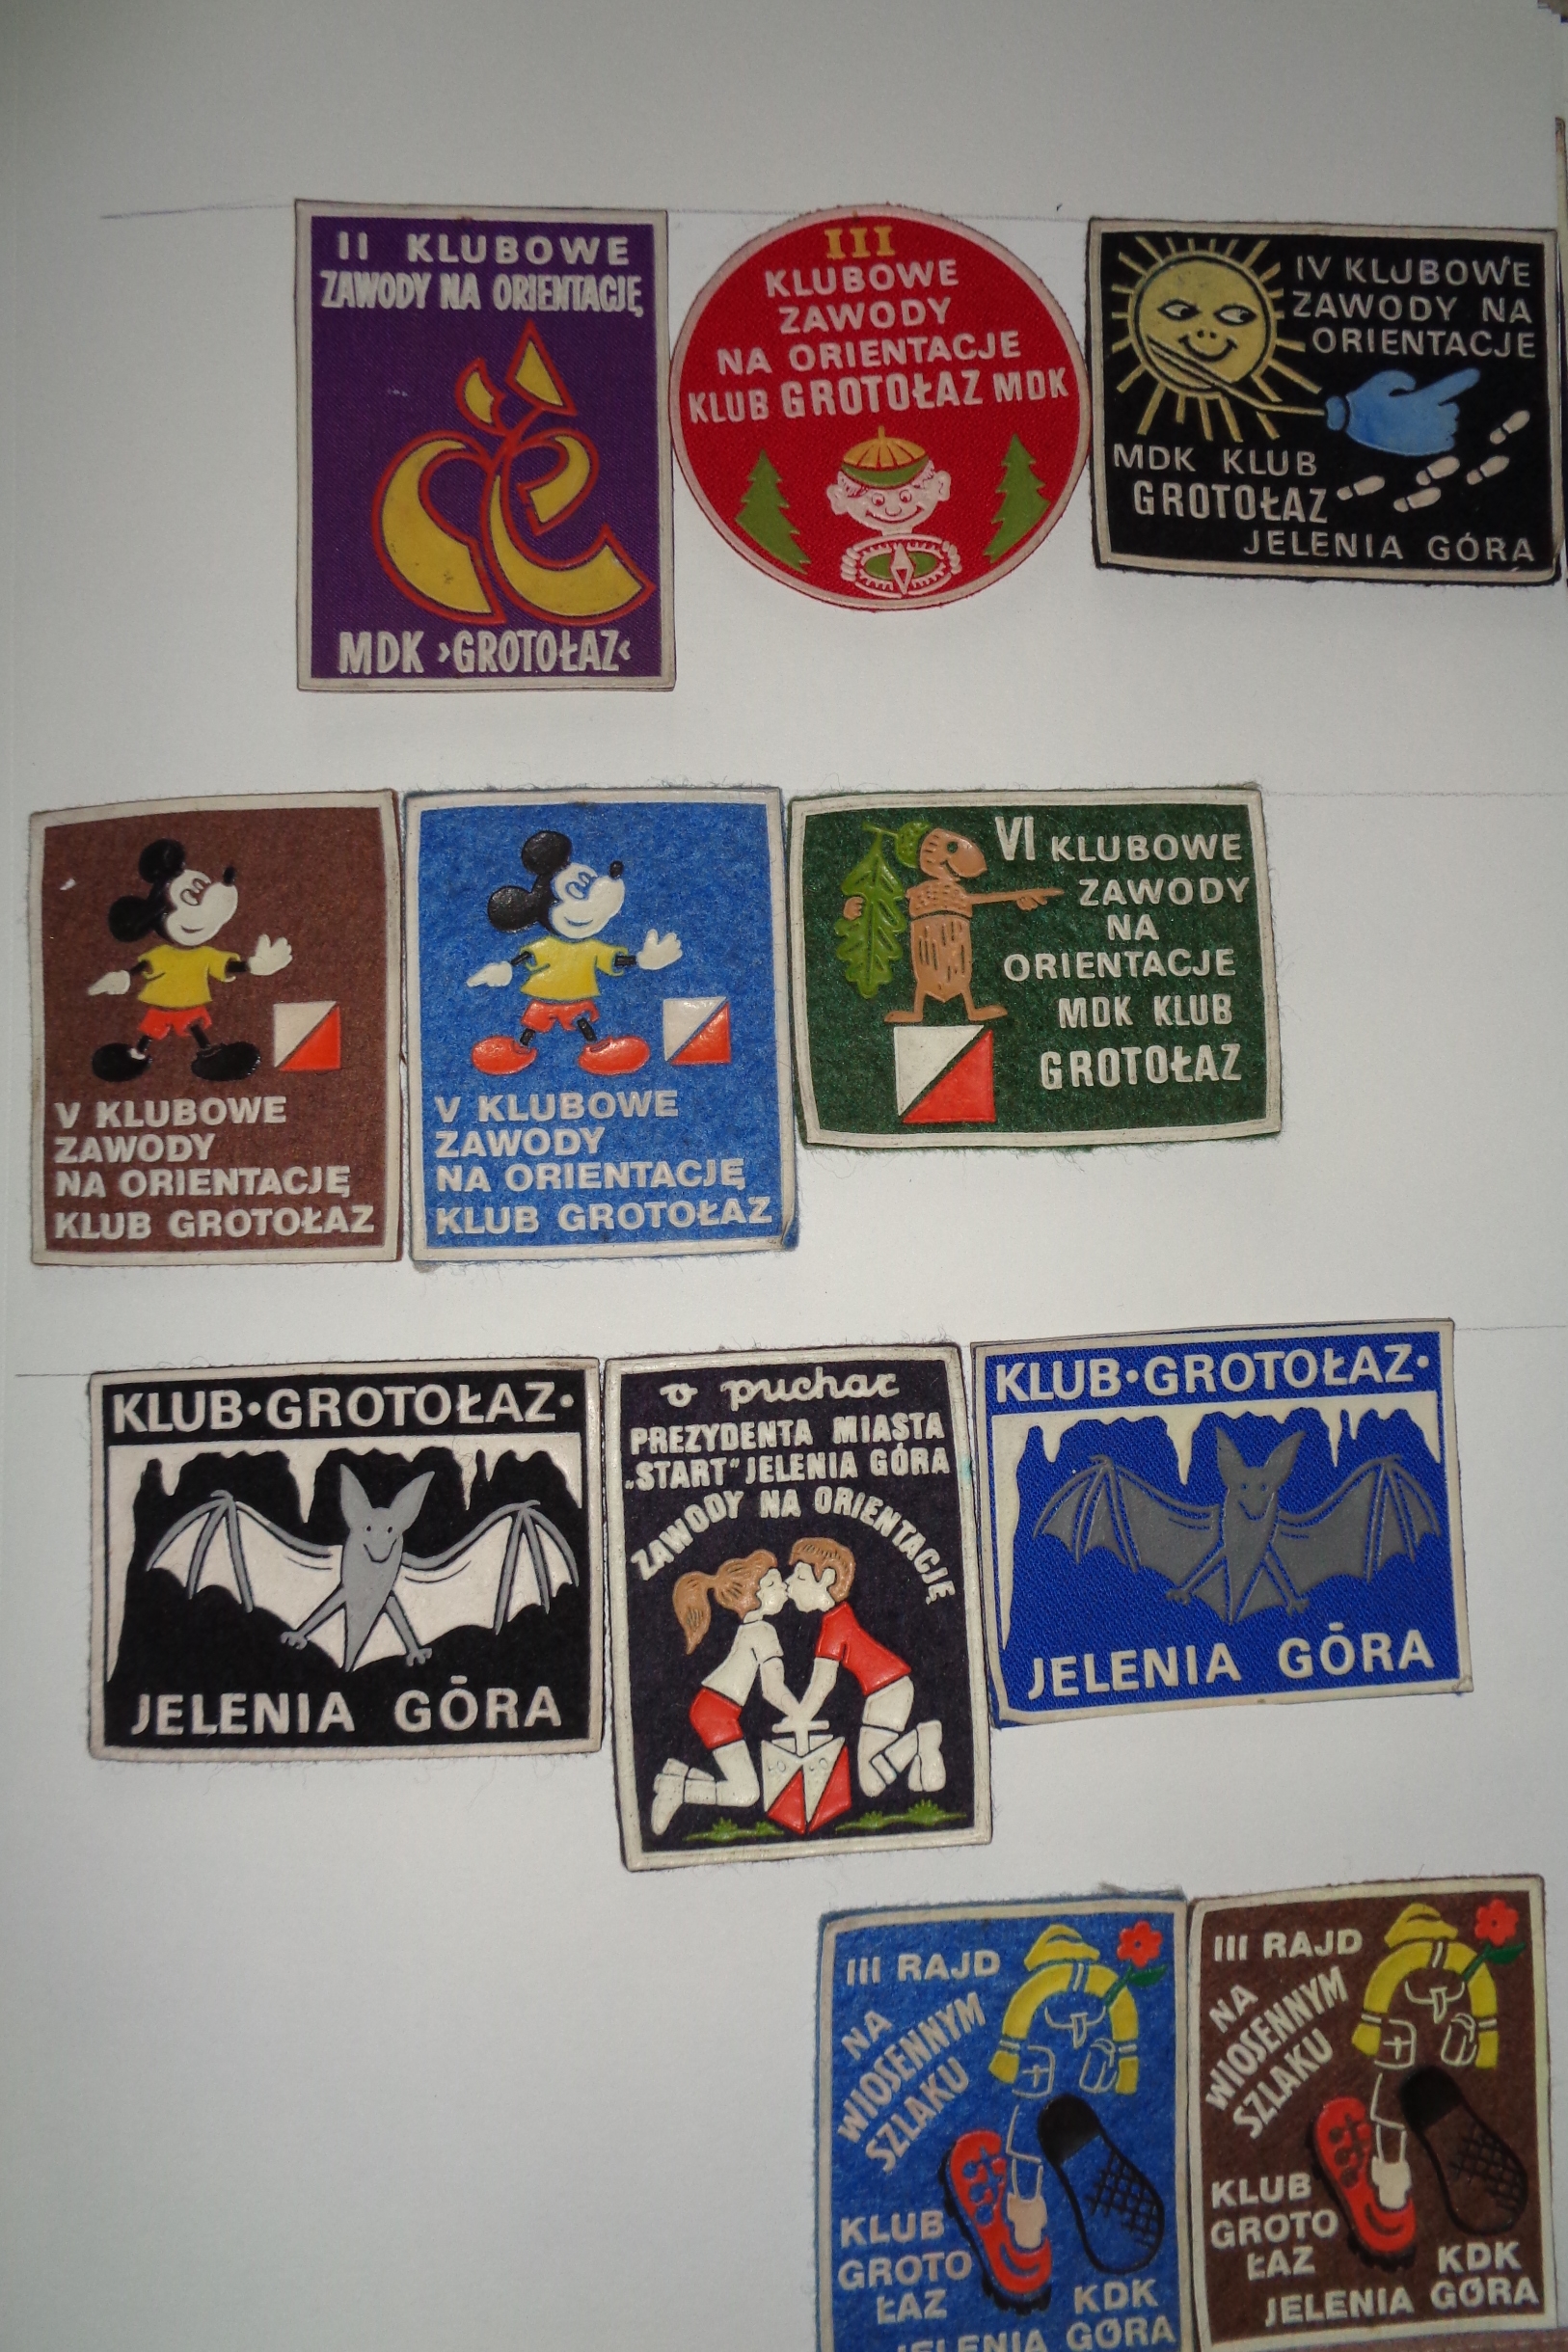 II KLUBOWE
ZAWODY NA ORIENTACJĘ
MDK ›GROTOŁAZ‹
III
KLUBOWE
ZAWODY
NA ORIENTACJE
KLUB GROTOŁAZ MDK
IV KLUBOWE
ZAWODY NA
ORIENTACJE
MDK KLUB
GROTOŁAZ
JELENIA GÓRA
V KLUBOWE
ZAWODY
NA ORIENTACJĘ
KLUB GROTOŁAZ
V KLUBOWE
ZAWODY
NA ORIENTACJĘ
KLUB GROTOŁAZ
VI KLUBOWE
ZAWODY
NA
ORIENTACJE
MDK KLUB
GROTOŁAZ
KLUB·GROTOŁAZ·
JELENIA GÓRA
o puchar
PREZYDENTA MIASTA
„START" JELENIA GÓRA
ZAWODY NA ORIENTACJĘ
KLUB·GROTOŁAZ·
JELENIA GÓRA
III RAJD
NA
WIOSENNYM
SZLAKU
KLUB
GROTO
ŁAZ
KDK
JELENIA GÓRA
III RAJD
NA
WIOSENNYM
SZLAKU
KLUB
GROTO
ŁAZ
KDK
JELENIA GÓRA